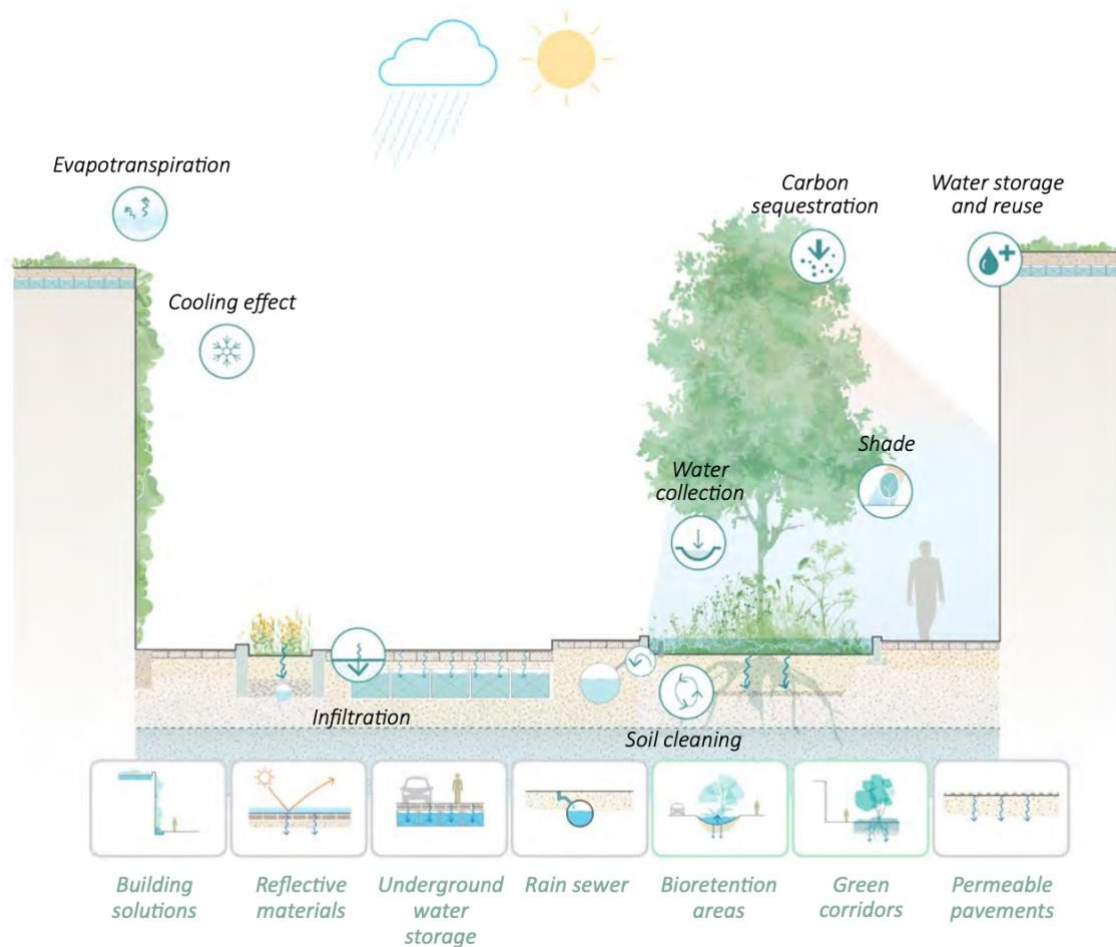 Evapotranspiration
Cooling effect
Carbon
sequestration
Water storage
and reuse
Shade
Water
collection
Infiltration
Soil cleaning
Building
solutions
Reflective
materials
Underground
water
storage
Rain sewer
Bioretention
areas
Green
corridors
Permeable
pavements